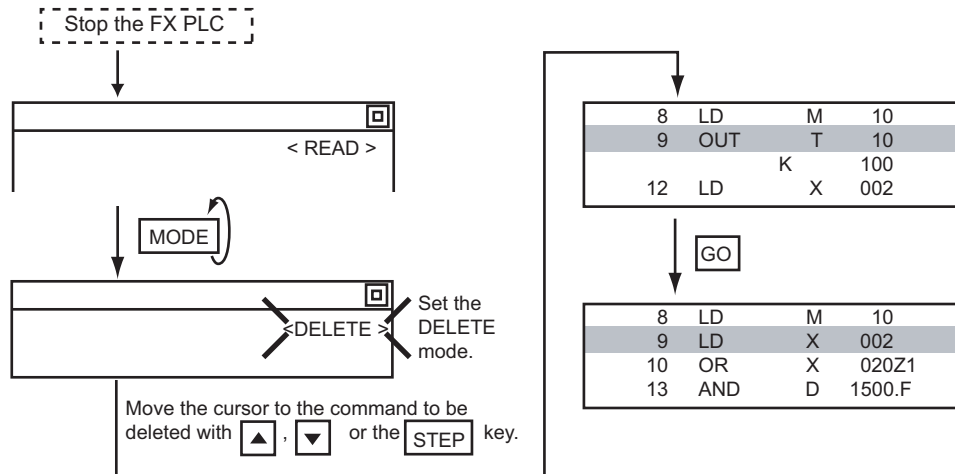 Stop the FX PLC
< READ >
MODE
<DELETE >
Set the
DELETE
mode.
Move the cursor to the command to be
deleted with ▲ , ▼ or the STEP key.
8 LD M 10
9 OUT T 10
K 100
12 LD X 002
GO
8 LD M 10
9 LD X 002
10 OR X 020Z1
13 AND D 1500.F